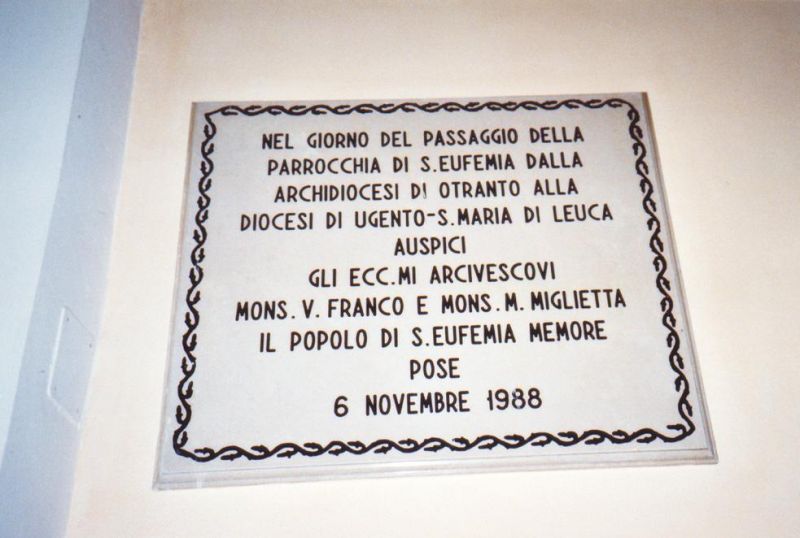 NEL GIORNO DEL PASSAGGIO DELLA
PARROCCHIA DI S.EUFEMIA DALLA
ARCHIDIOCESI DI OTRANTO ALLA
DIOCESI DI UGENTO-S.MARIA DI LEUCA
AUSPICI
GLI ECC.MI ARCIVESCOVI
MONS. V. FRANCO E MONS. M. MIGLIETTA
IL POPOLO DI S.EUFEMIA MEMORE
POSE
6 NOVEMBRE 1988